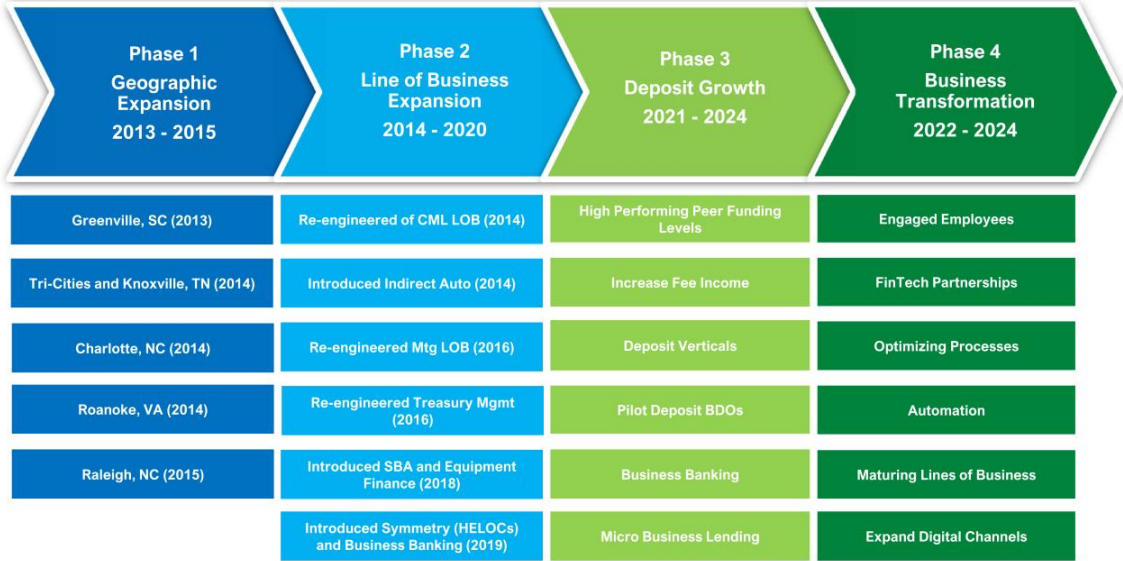 Phase 1
Geographic
Expansion
2013 - 2015
Phase 2
Line of Business
Expansion
2014 - 2020
Phase 3
Deposit Growth
2021 - 2024
Phase 4
Business
Transformation
2022 - 2024
Greenville, SC (2013)
Tri-Cities and Knoxville, TN (2014)
Charlotte, NC (2014)
Roanoke, VA (2014)
Raleigh, NC (2015)
Re-engineered of CML LOB (2014)
Introduced Indirect Auto (2014)
Re-engineered Mtg LOB (2016)
Re-engineered Treasury Mgmt
(2016)
Introduced SBA and Equipment
Finance (2018)
Introduced Symmetry (HELOCs)
and Business Banking (2019)
High Performing Peer Funding
Levels
Increase Fee Income
Deposit Verticals
Pilot Deposit BDOs
Business Banking
Micro Business Lending
Engaged Employees
FinTech Partnerships
Optimizing Processes
Automation
Maturing Lines of Business
Expand Digital Channels